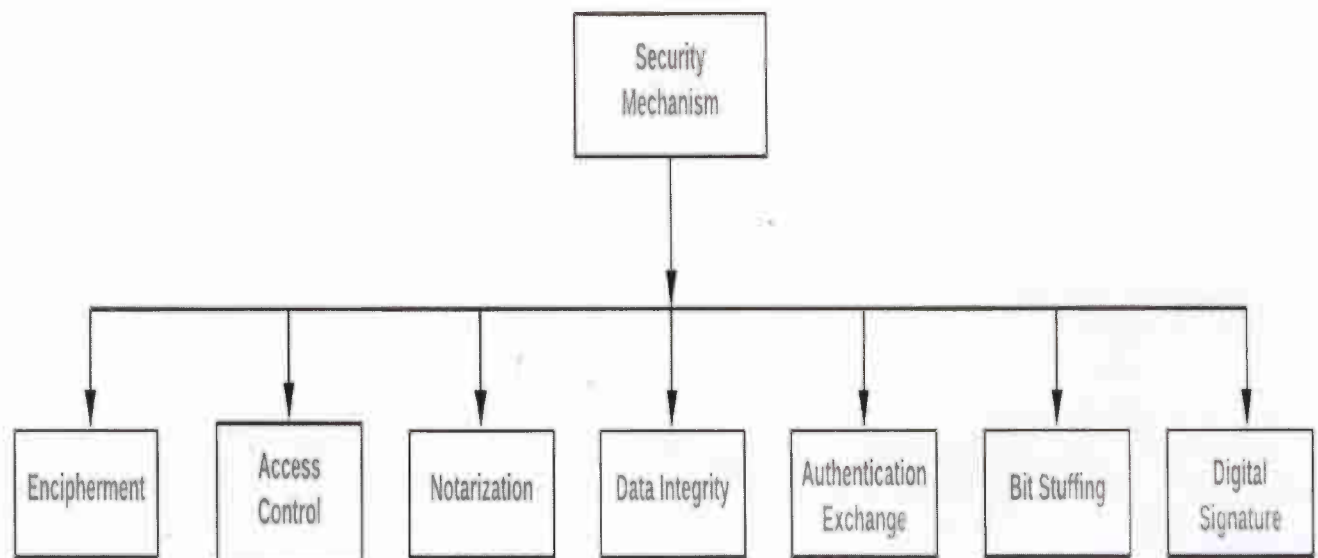 Security
Mechanism
Encipherment
Access
Control
Notarization
Data Integrity
Authentication
Exchange
Bit Stuffing
Digital
Signature